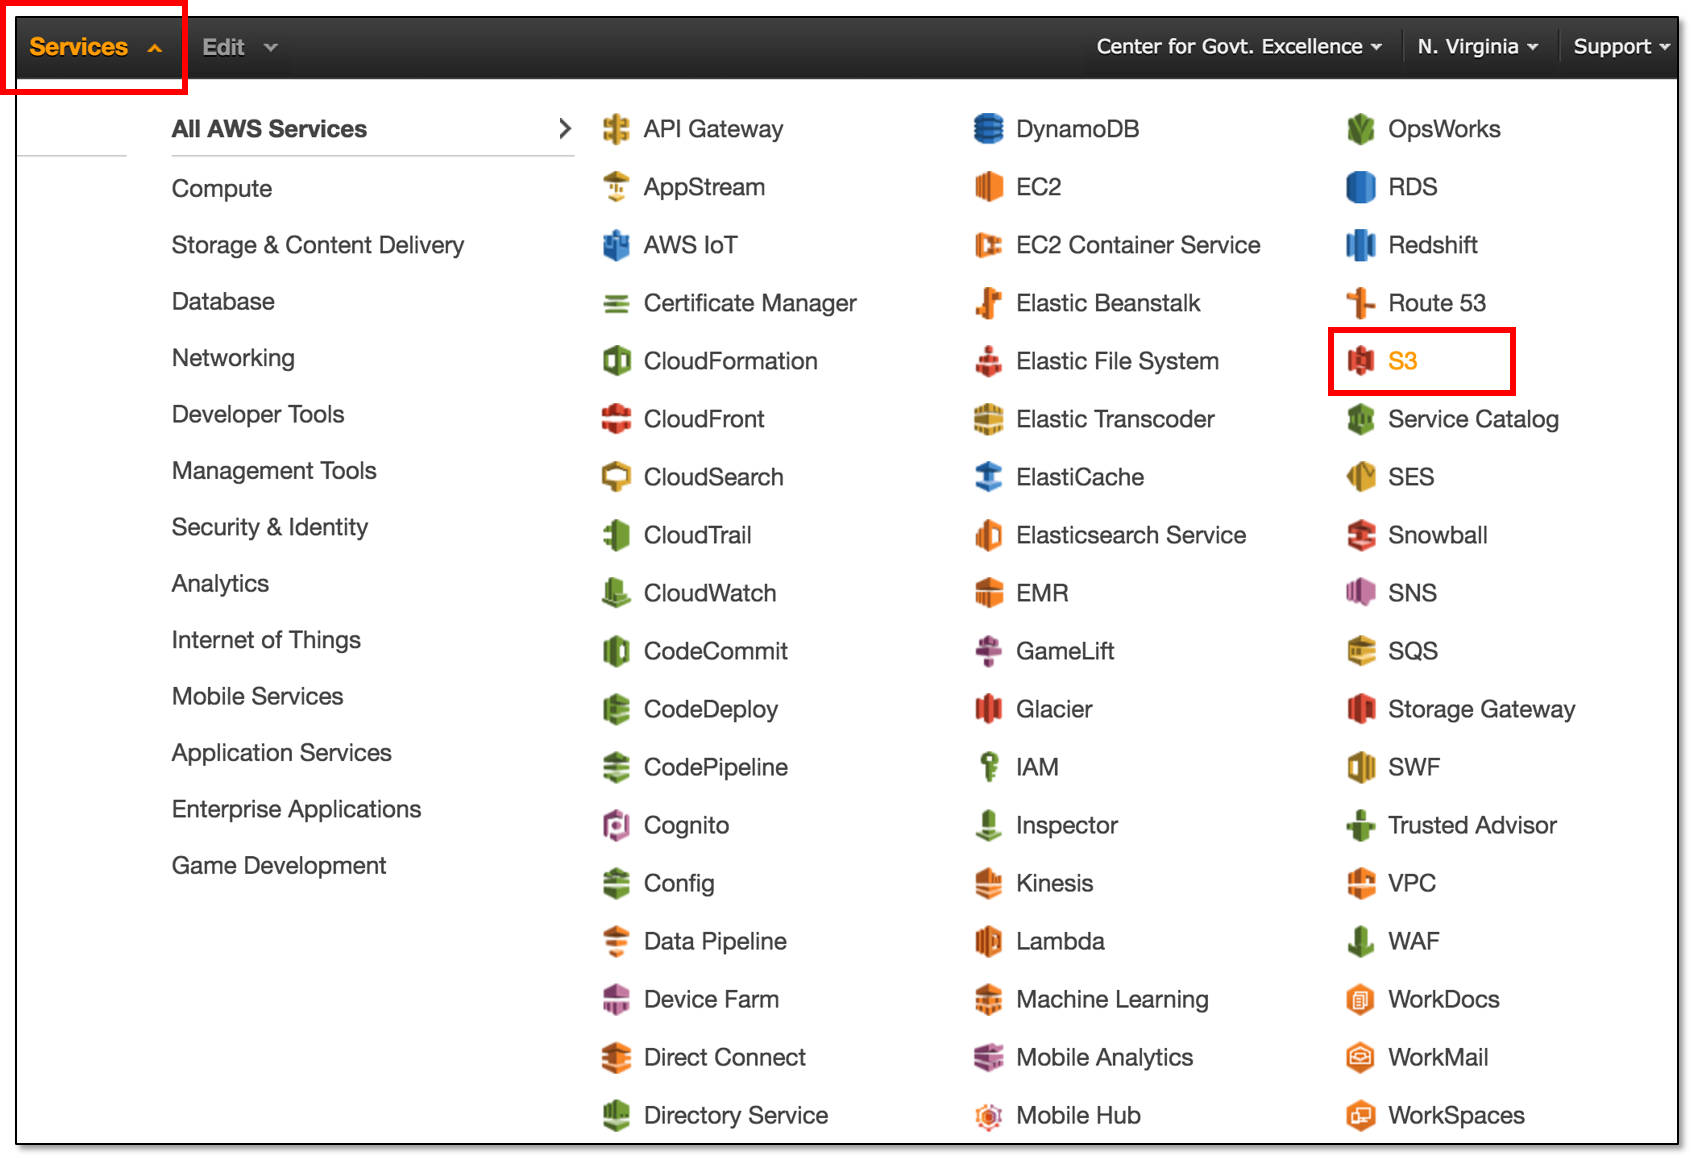 Services Edit Center for Govt. Excellence N. Virginia Support
All AWS Services
Compute
Storage & Content Delivery
Database
Networking
Developer Tools
Management Tools
Security & Identity
Analytics
Internet of Things
Mobile Services
Application Services
Enterprise Applications
Game Development
API Gateway
AppStream
AWS IoT
Certificate Manager
CloudFormation
CloudFront
CloudSearch
CloudTrail
CloudWatch
CodeCommit
CodeDeploy
CodePipeline
Cognito
Config
Data Pipeline
Device Farm
Direct Connect
Directory Service
DynamoDB
EC2
EC2 Container Service
Elastic Beanstalk
Elastic File System
Elastic Transcoder
ElastiCache
Elasticsearch Service
EMR
GameLift
Glacier
IAM
Inspector
Kinesis
Lambda
Machine Learning
Mobile Analytics
Mobile Hub
OpsWorks
RDS
Redshift
Route 53
S3
Service Catalog
SES
Snowball
SNS
SQS
Storage Gateway
SWF
Trusted Advisor
VPC
WAF
WorkDocs
WorkMail
WorkSpaces